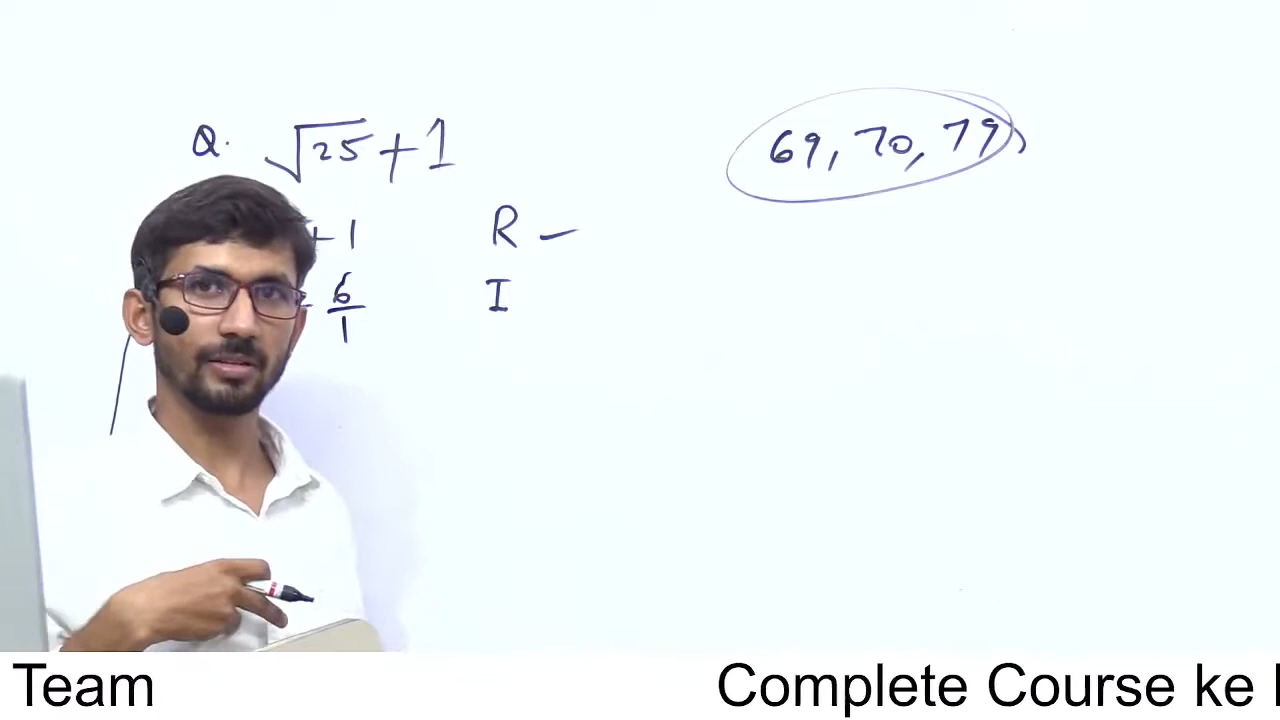 Q. √25 + 1
69, 70, 79,
+ 1
R —
6/1
I
Team
Complete Course ke